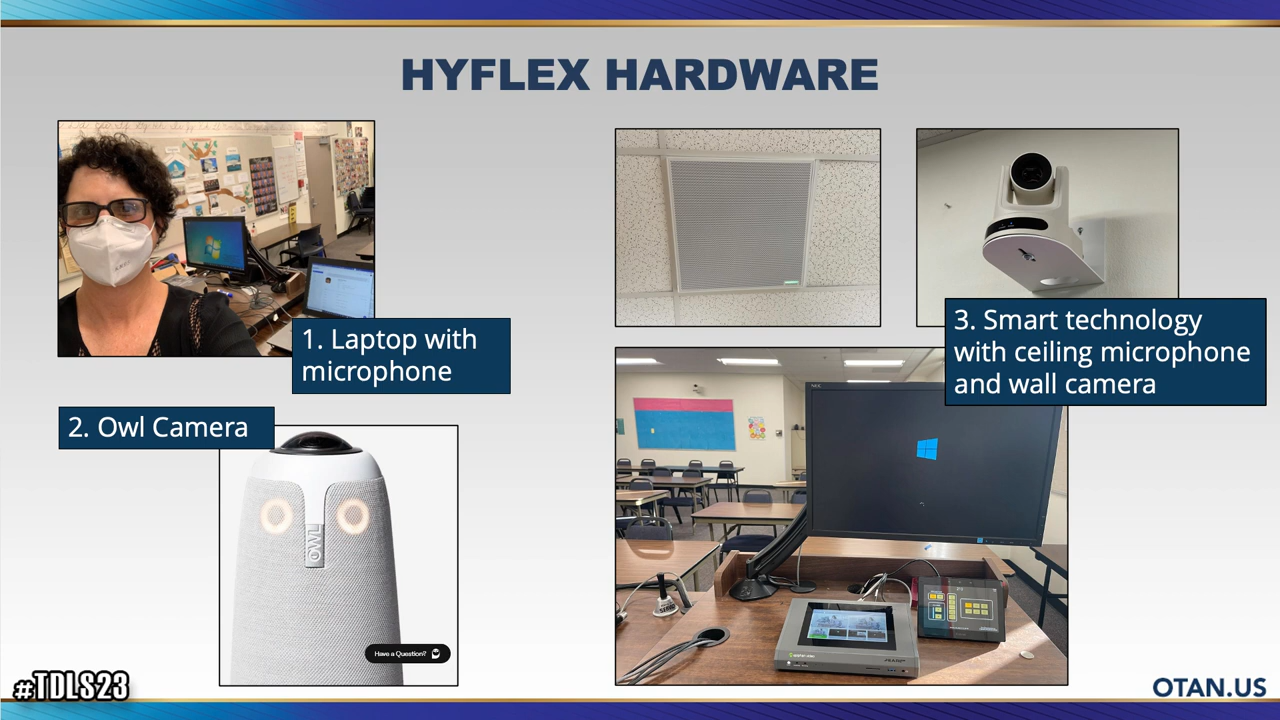 HYFLEX HARDWARE
1. Laptop with
microphone
2. Owl Camera
OWL
Have a Question?
3. Smart technology
with ceiling microphone
and wall camera
NEC
#TDLS23
OTAN.US